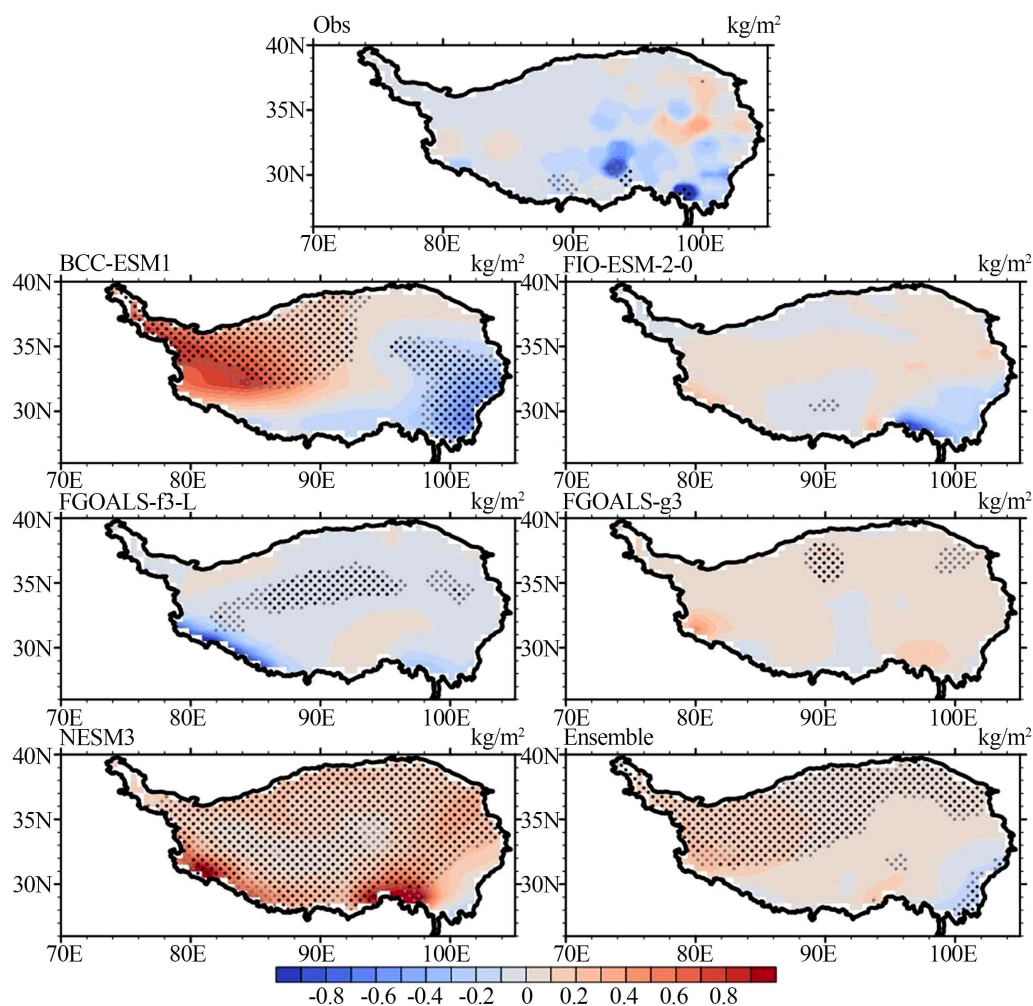 Obs kg/m²
40N
35N
30N
70E 80E 90E 100E
BCC-ESM1 kg/m² FIO-ESM-2-0 kg/m²
40N 40N
35N 35N
30N 30N
70E 80E 90E 100E 70E 80E 90E 100E
FGOALS-f3-L kg/m² FGOALS-g3 kg/m²
40N 40N
35N 35N
30N 30N
70E 80E 90E 100E 70E 80E 90E 100E
NESM3 kg/m² Ensemble kg/m²
40N 40N
35N 35N
30N 30N
70E 80E 90E 100E 70E 80E 90E 100E
-0.8 -0.6 -0.4 -0.2 0 0.2 0.4 0.6 0.8